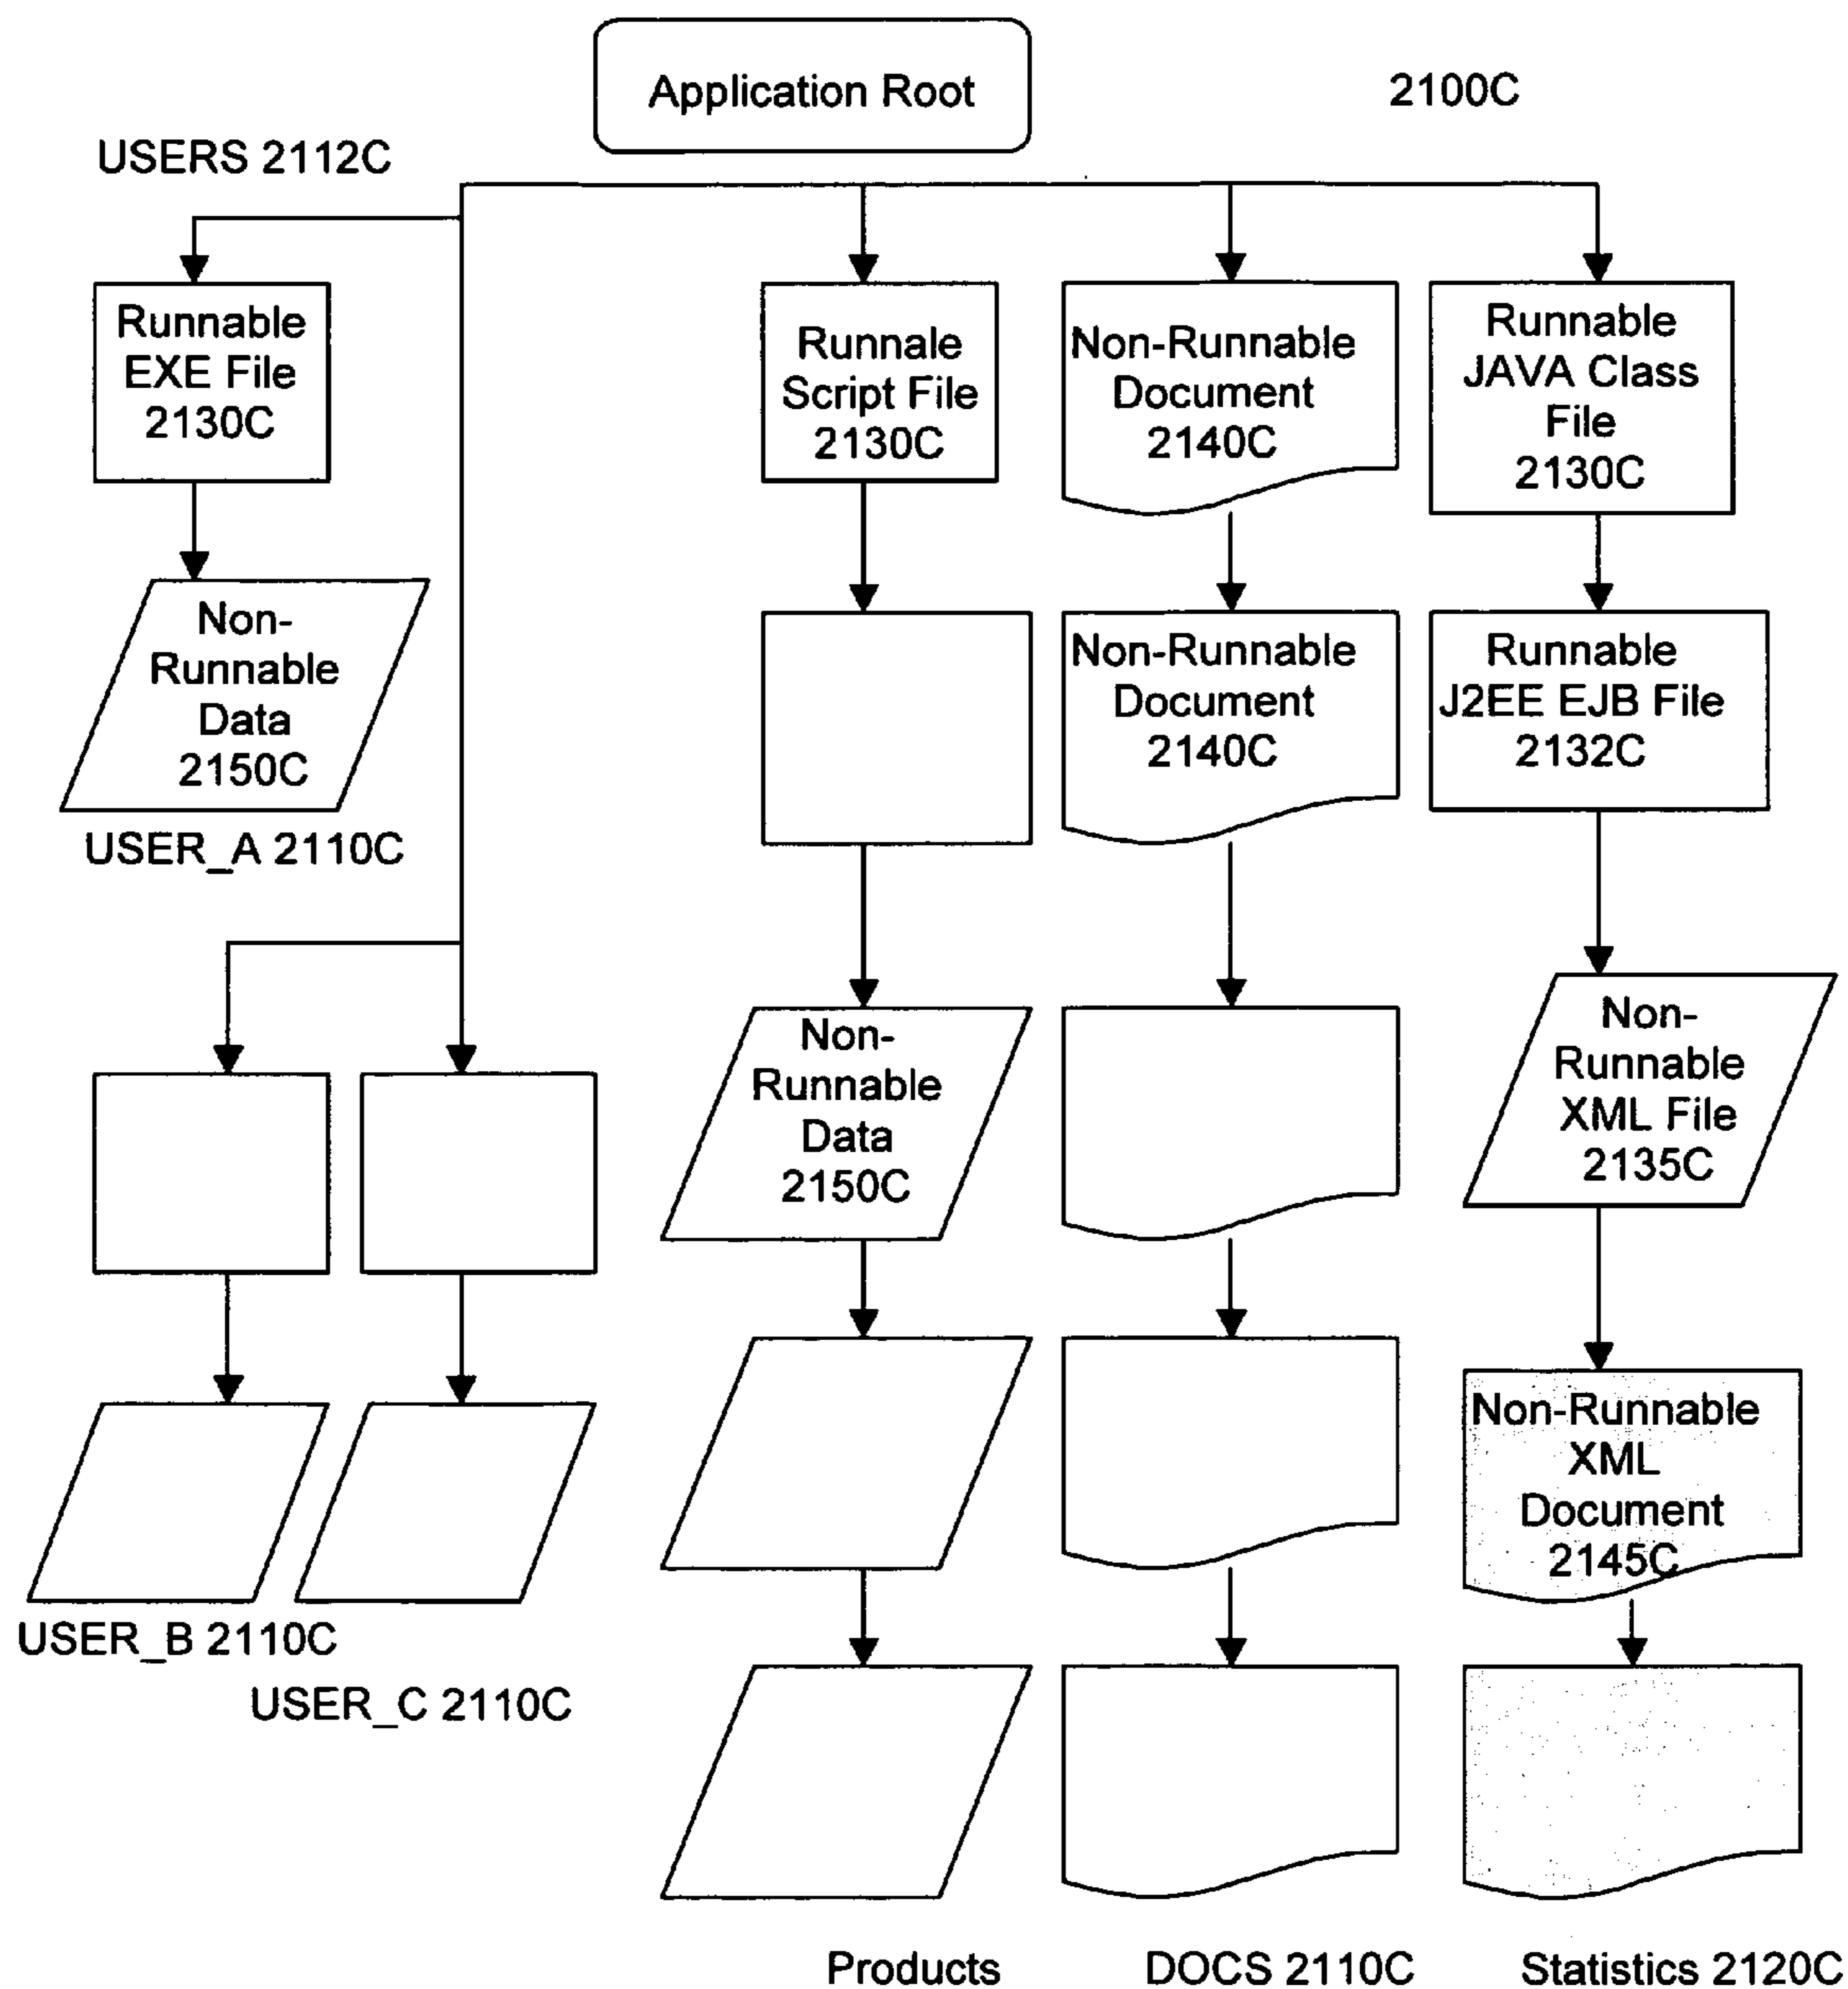 Application Root
2100C
USERS 2112C
Runnable
EXE File
2130C
Non-
Runnable
Data
2150C
USER_A 2110C
USER_B 2110C
USER_C 2110C
Runnale
Script File
2130C
Non-
Runnable
Data
2150C
Products
Non-Runnable
Document
2140C
Non-Runnable
Document
2140C
DOCS 2110C
Runnable
JAVA Class
File
2130C
Runnable
J2EE EJB File
2132C
Non-
Runnable
XML File
2135C
Non-Runnable
XML
Document
2145C
Statistics 2120C